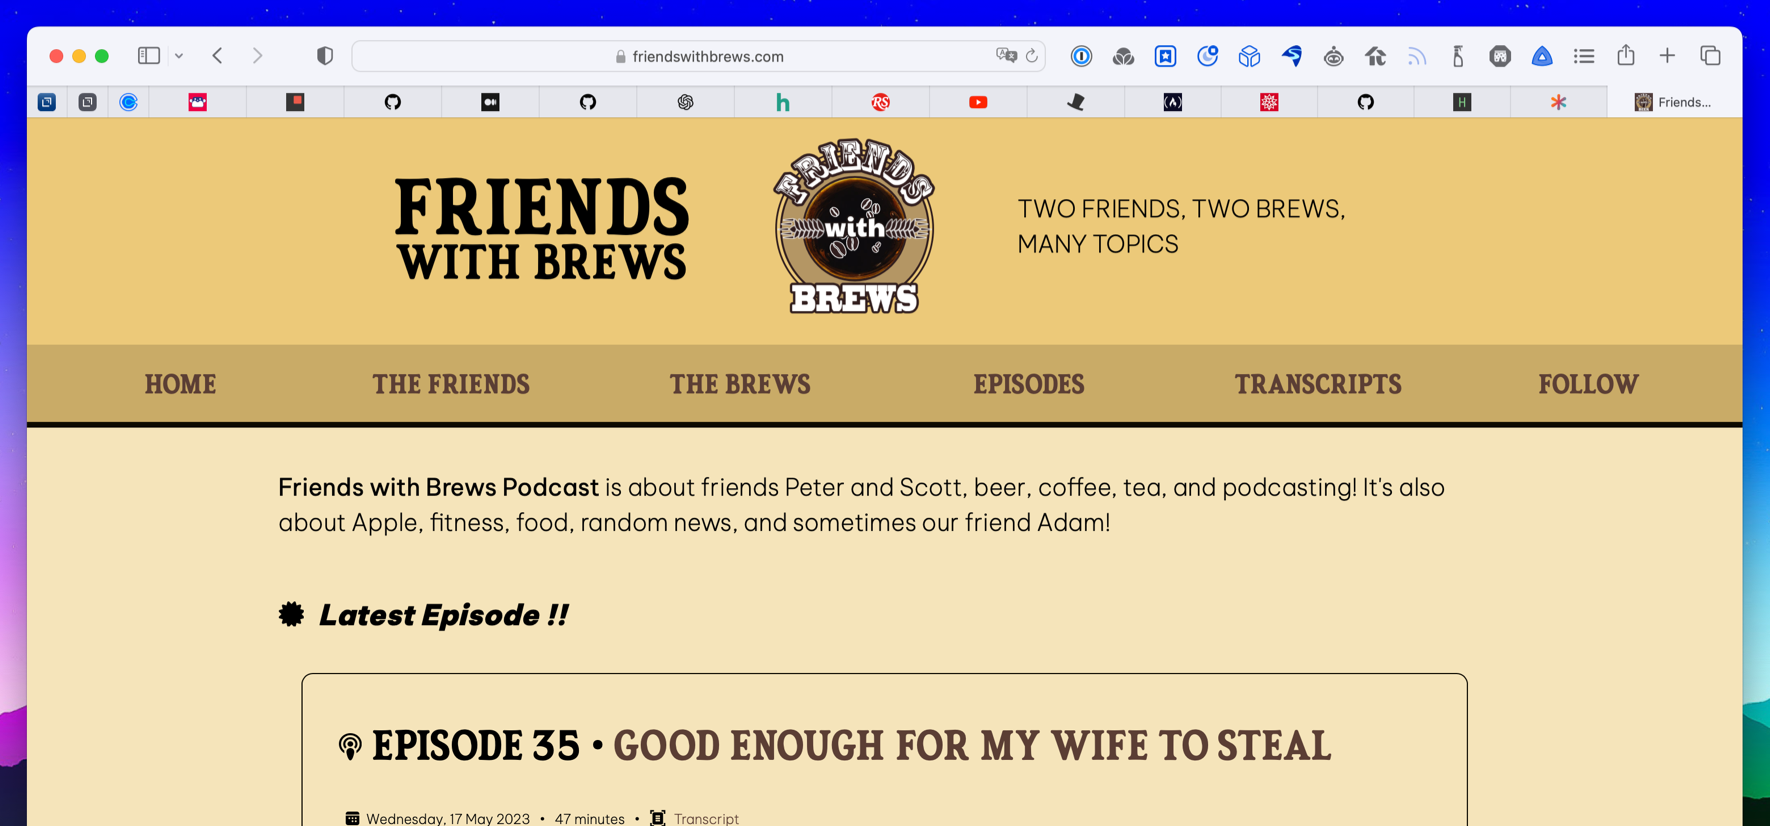 friendswithbrews.com
Friends...
FRIENDS
WITH BREWS
FRIENDS
with
BREWS
TWO FRIENDS, TWO BREWS,
MANY TOPICS
HOME THE FRIENDS THE BREWS EPISODES TRANSCRIPTS FOLLOW
Friends with Brews Podcast is about friends Peter and Scott, beer, coffee, tea, and podcasting! It's also
about Apple, fitness, food, random news, and sometimes our friend Adam!
Latest Episode !!
EPISODE 35 • GOOD ENOUGH FOR MY WIFE TO STEAL
Wednesday, 17 May 2023 • 47 minutes • Transcript